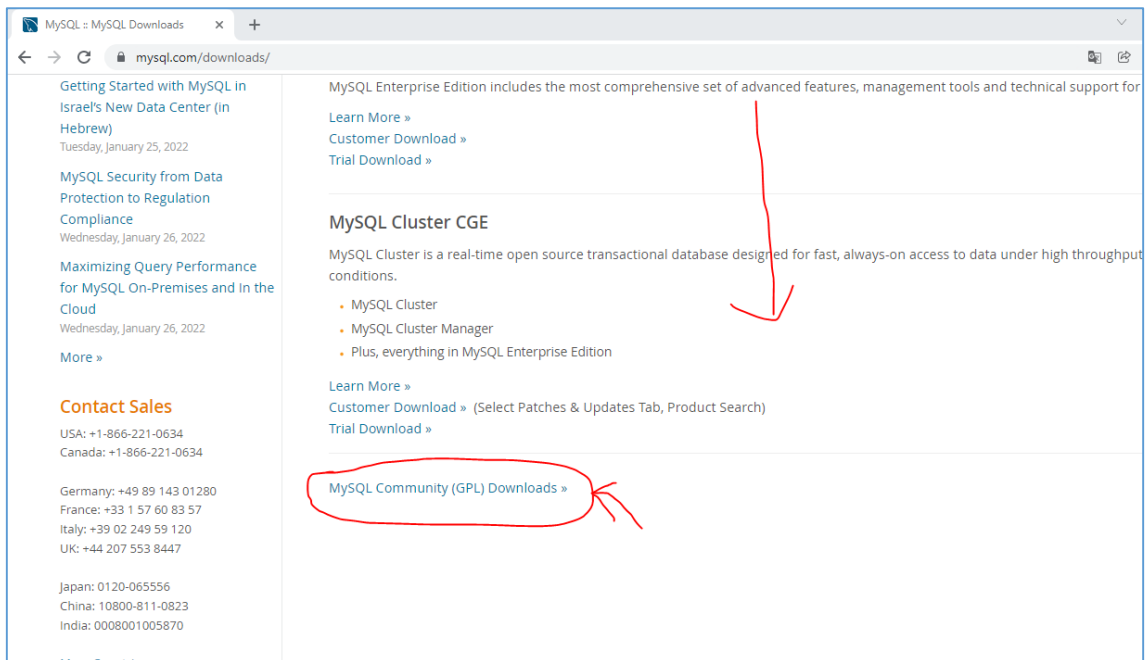 MySQL :: MySQL Downloads
mysql.com/downloads/
Getting Started with MySQL in
Israel's New Data Center (in
Hebrew)
Tuesday, January 25, 2022
MySQL Security from Data
Protection to Regulation
Compliance
Wednesday, January 26, 2022
Maximizing Query Performance
for MySQL On-Premises and In the
Cloud
Wednesday, January 26, 2022
More »
Contact Sales
USA: +1-866-221-0634
Canada: +1-866-221-0634
Germany: +49 89 143 01280
France: +33 1 57 60 83 57
Italy: +39 02 249 59 120
UK: +44 207 553 8447
Japan: 0120-065556
China: 10800-811-0823
India: 0008001005870
MySQL Enterprise Edition includes the most comprehensive set of advanced features, management tools and technical support for
Learn More »
Customer Download »
Trial Download »
MySQL Cluster CGE
MySQL Cluster is a real-time open source transactional database designed for fast, always-on access to data under high throughput
conditions.
MySQL Cluster
MySQL Cluster Manager
Plus, everything in MySQL Enterprise Edition
Learn More »
Customer Download » (Select Patches & Updates Tab, Product Search)
Trial Download »
MySQL Community (GPL) Downloads »